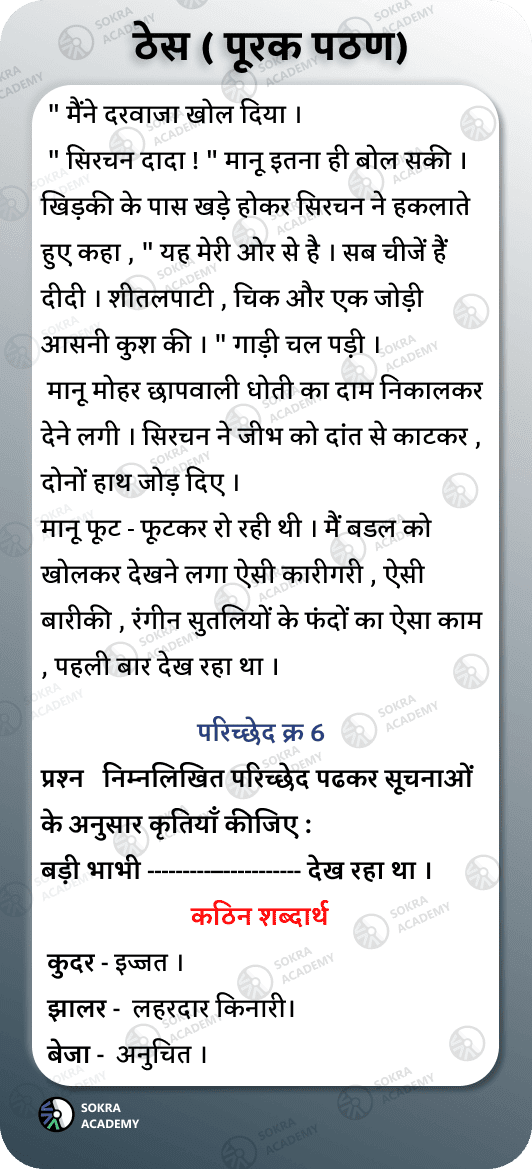 ठेस ( पूरक पठण)
" मैंने दरवाजा खोल दिया ।
" सिरचन दादा ! " मानू इतना ही बोल सकी ।
खिड़की के पास खड़े होकर सिरचन ने हकलाते
हुए कहा , " यह मेरी ओर से है । सब चीजें हैं
दीदी । शीतलपाटी , चिक और एक जोड़ी
आसनी कुश की । " गाड़ी चल पड़ी ।
मानू मोहर छापवाली धोती का दाम निकालकर
देने लगी । सिरचन ने जीभ को दांत से काटकर ,
दोनों हाथ जोड़ दिए ।
मानू फूट - फूटकर रो रही थी । मैं बडल को
खोलकर देखने लगा ऐसी कारीगरी , ऐसी
बारीकी , रंगीन सुतलियों के फंदों का ऐसा काम
, पहली बार देख रहा था ।
परिच्छेद क्र 6
प्रश्न निम्नलिखित परिच्छेद पढकर सूचनाओं
के अनुसार कृतियाँ कीजिए :
बड़ी भाभी ---------------------- देख रहा था ।
कठिन शब्दार्थ
कुदर - इज्जत ।
झालर - लहरदार किनारी।
बेजा - अनुचित ।
SOKRA
ACADEMY